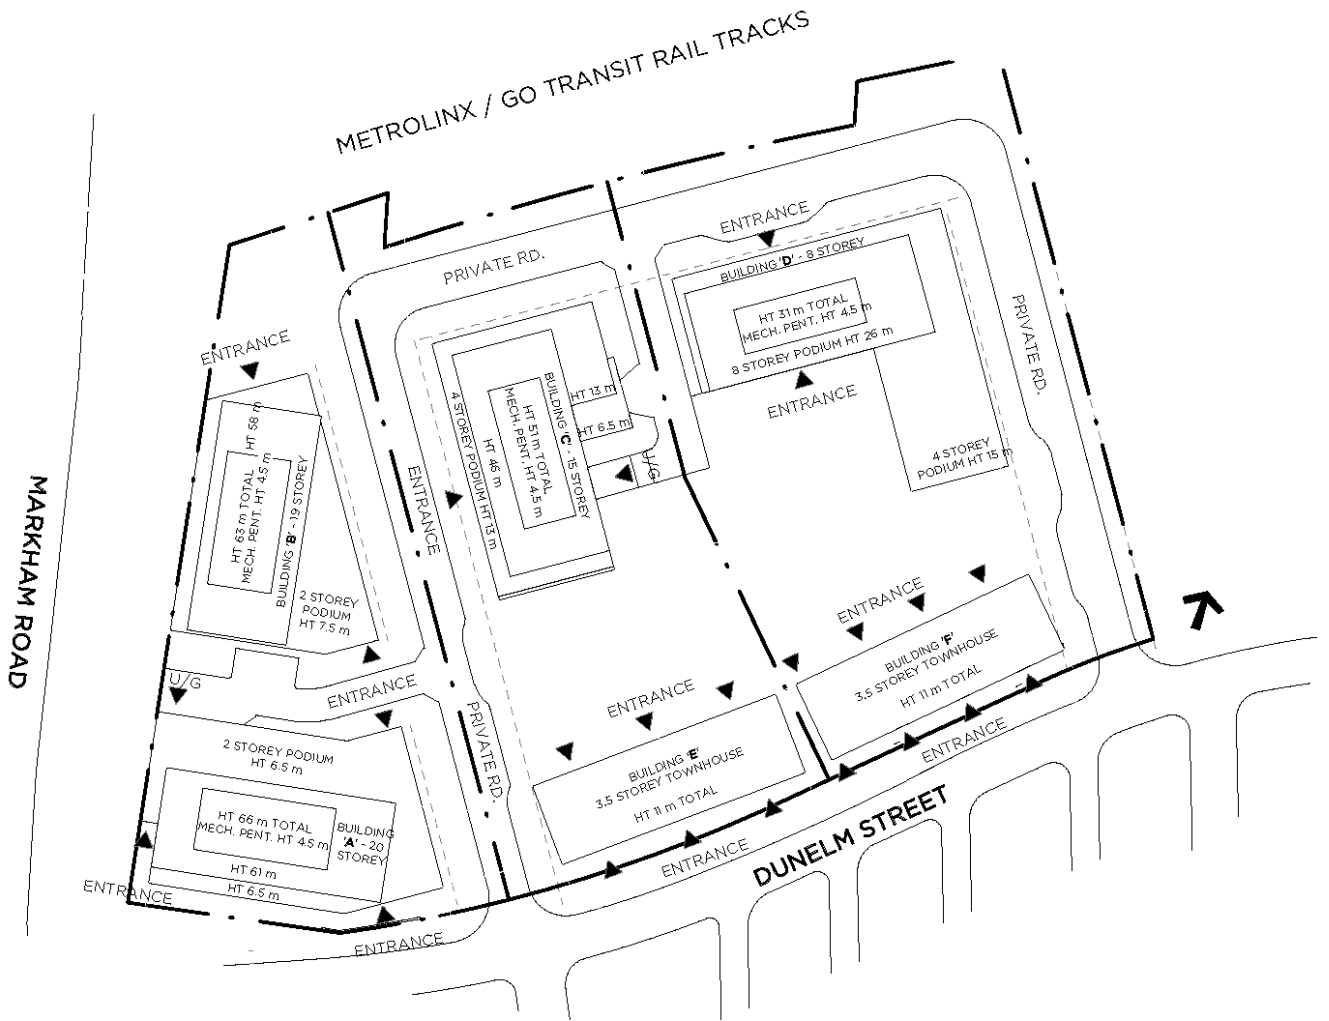 METROLINX / GO TRANSIT RAIL TRACKS
ENTRANCE
PRIVATE RD.
BUILDING 'D' - 8 STOREY
HT 31 m TOTAL
MECH. PENT. HT 4.5 m
8 STOREY PODIUM HT 26 m
ENTRANCE
4 STOREY
PODIUM HT 15 m
PRIVATE RD.
ENTRANCE
HT 58 m
HT 63 m TOTAL
MECH. PENT. HT 4.5 m
BUILDING 'B' - 19 STOREY
2 STOREY
PODIUM
HT 7.5 m
ENTRANCE
4 STOREY PODIUM HT 13 m
HT 46 m
MECH. PENT. HT 4.5 m
HT 51 m TOTAL
BUILDING 'C' - 15 STOREY
HT 13 m
HT 6.5 m
U/G
MARKHAM ROAD
U/G
ENTRANCE
2 STOREY PODIUM
HT 6.5 m
HT 66 m TOTAL
MECH. PENT. HT 4.5 m
BUILDING
'A' - 20
STOREY
HT 61 m
HT 6.5 m
ENTRANCE
ENTRANCE
PRIVATE RD.
ENTRANCE
BUILDING 'E'
3.5 STOREY TOWNHOUSE
HT 11 m TOTAL
ENTRANCE
ENTRANCE
BUILDING 'F'
3.5 STOREY TOWNHOUSE
HT 11 m TOTAL
ENTRANCE
DUNELM STREET